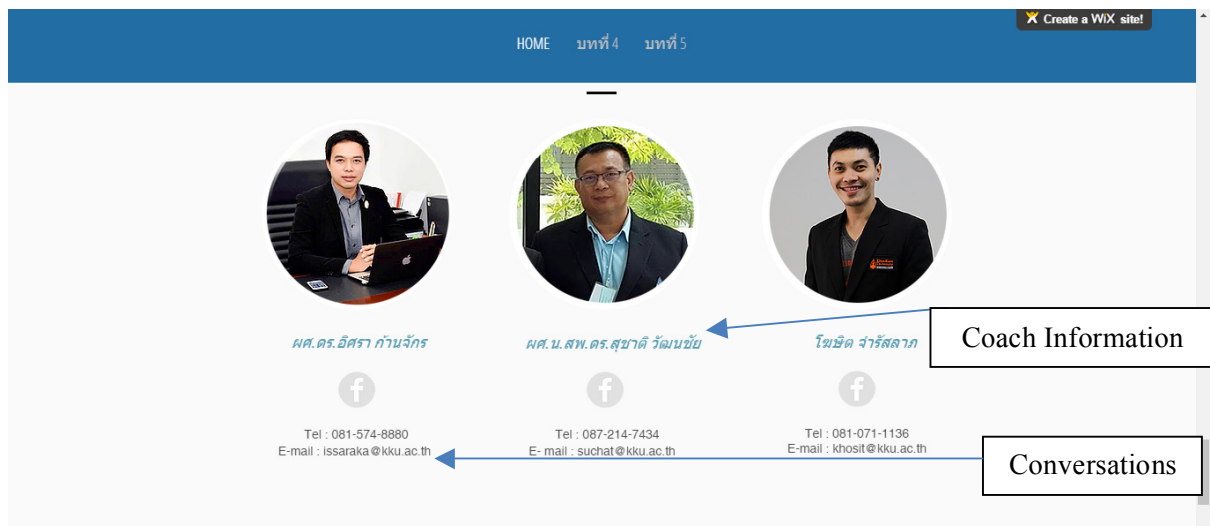 Create a WiX site!
HOME บทที่ 4 บทที่ 5
ผศ.ดร.อิศรา ก้านจักร
ผศ.น.สพ.ดร.สุชาติ วัฒนชัย
โฆษิต จำรัสลาภ
Coach Information
Tel : 081-574-8880
E-mail : issaraka@kku.ac.th
Tel : 087-214-7434
E- mail : suchat@kku.ac.th
Tel : 081-071-1136
E-mail : khosit@kku.ac.th
Conversations